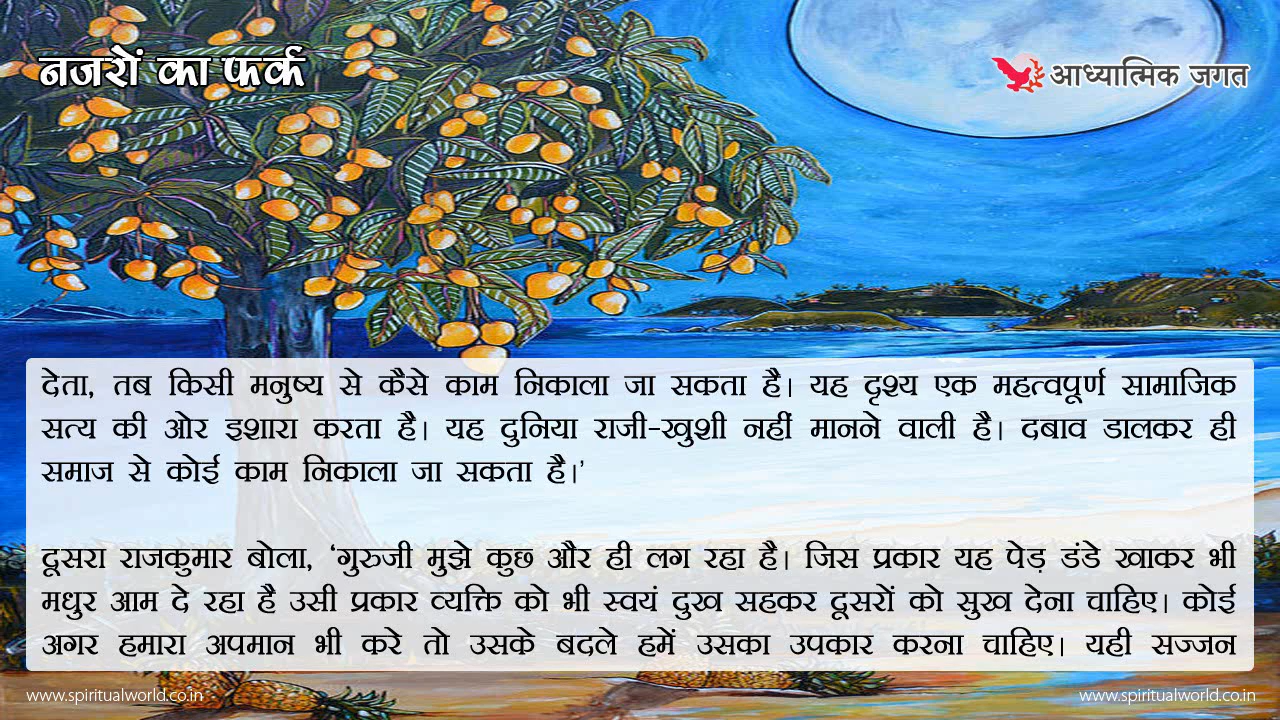 नजरों का फर्क
आध्यात्मिक जगत
देता, तब किसी मनुष्य से कैसे काम निकाला जा सकता है। यह दृश्य एक महत्वपूर्ण सामाजिक
सत्य की ओर इशारा करता है। यह दुनिया राजी-खुशी नहीं मानने वाली है। दबाव डालकर ही
समाज से कोई काम निकाला जा सकता है।’
दूसरा राजकुमार बोला, ‘गुरुजी मुझे कुछ और ही लग रहा है। जिस प्रकार यह पेड़ डंडे खाकर भी
मधुर आम दे रहा है उसी प्रकार व्यक्ति को भी स्वयं दुख सहकर दूसरों को सुख देना चाहिए। कोई
अगर हमारा अपमान भी करे तो उसके बदले हमें उसका उपकार करना चाहिए। यही सज्जन
www.spiritualworld.co.in
www.spiritualworld.co.in